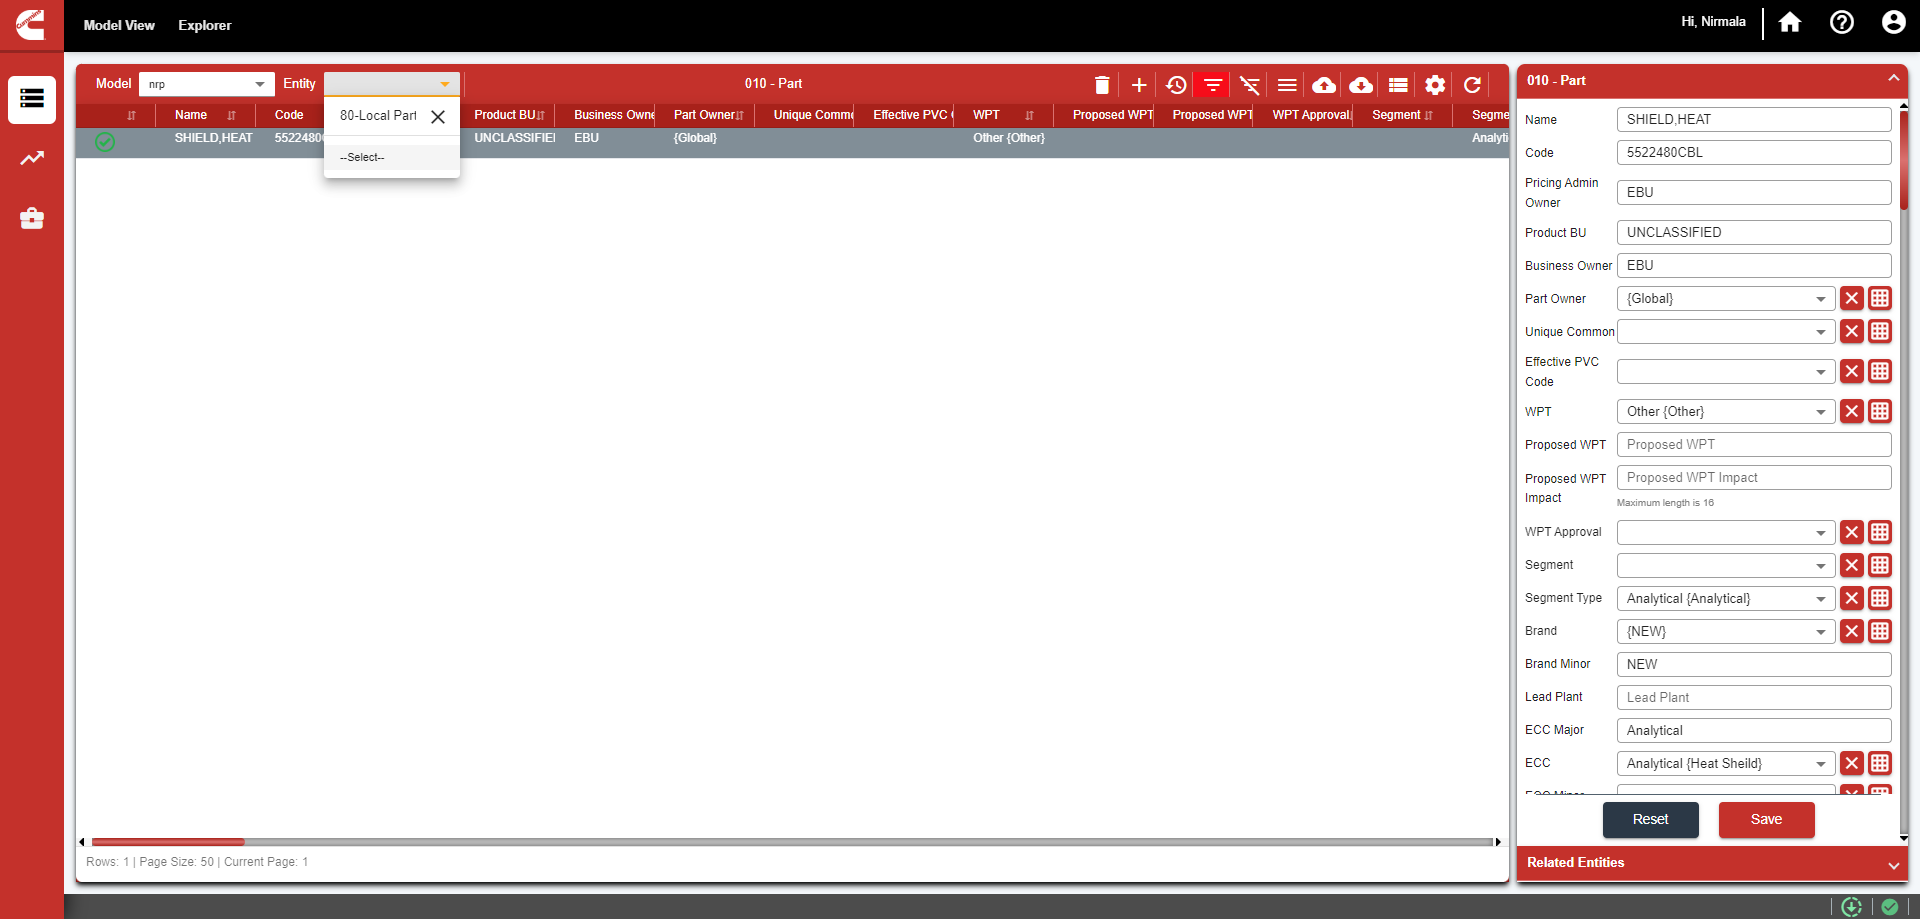 Cummins
Model View Explorer Hi, Nirmala
Model nrp Entity 010 - Part
80-Local Part
--Select--
Name Code Product BU Business Owne Part Owner Unique Commo Effective PVC WPT Proposed WPT Proposed WPT WPT Approval Segment Segme
SHIELD,HEAT 5522480 UNCLASSIFIE EBU {Global} Other {Other} Analyti
Rows: 1 | Page Size: 50 | Current Page: 1
010 - Part
Name SHIELD,HEAT
Code 5522480CBL
Pricing Admin Owner EBU
Product BU UNCLASSIFIED
Business Owner EBU
Part Owner {Global}
Unique Common
Effective PVC Code
WPT Other {Other}
Proposed WPT Proposed WPT
Proposed WPT Impact Proposed WPT Impact
Maximum length is 16
WPT Approval
Segment
Segment Type Analytical {Analytical}
Brand {NEW}
Brand Minor NEW
Lead Plant Lead Plant
ECC Major Analytical
ECC Analytical {Heat Sheild}
ECC Minor
Reset Save
Related Entities